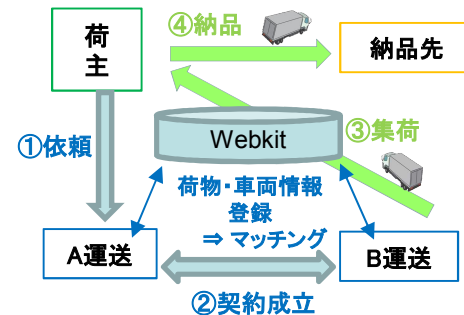 荷
主
④納品
納品先
①依頼
Webkit
③集荷
荷物・車両情報
登録
⇒ マッチング
A運送
B運送
②契約成立